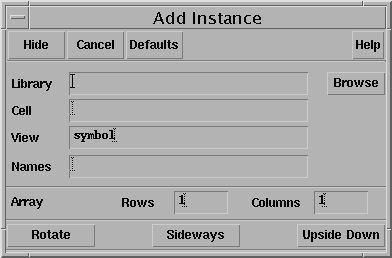 Add Instance
Hide Cancel Defaults Help
Library Browse
Cell
View symbol
Names
Array Rows 1 Columns 1
Rotate Sideways Upside Down